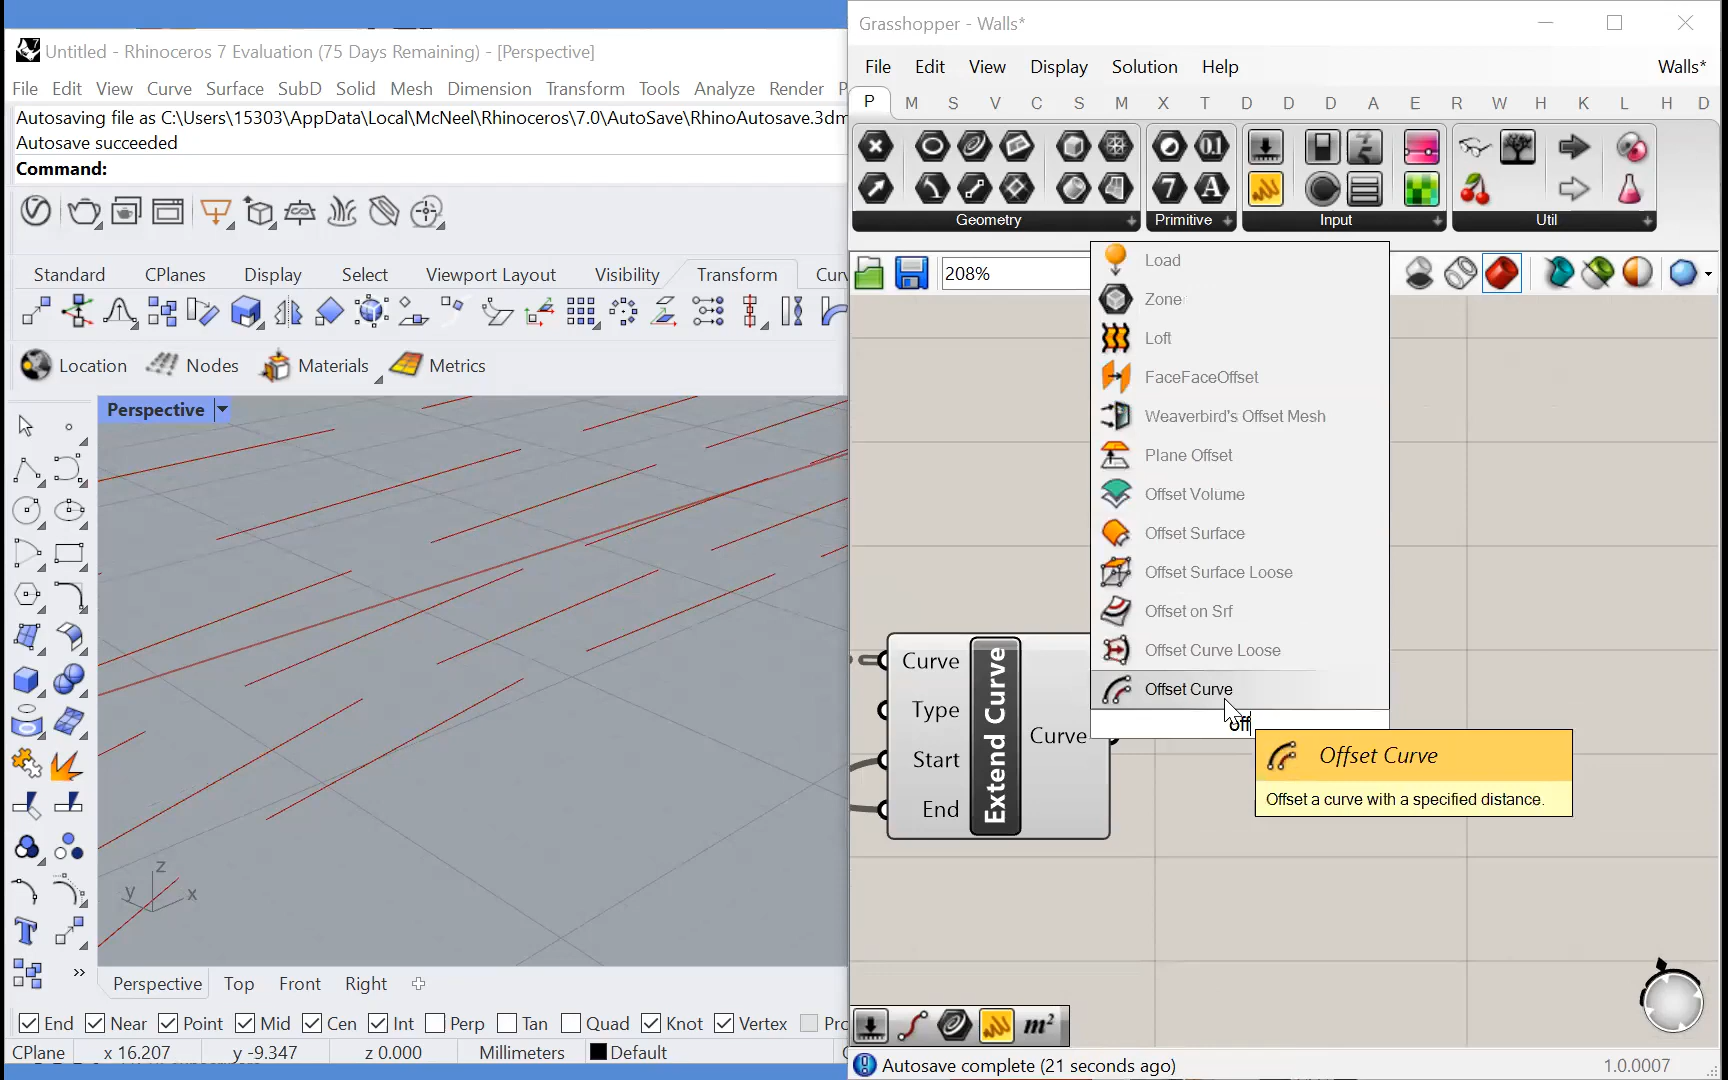 Untitled - Rhinoceros 7 Evaluation (75 Days Remaining) - [Perspective]
File Edit View Curve Surface SubD Solid Mesh Dimension Transform Tools Analyze Render P
Autosaving file as C:\Users\15303\AppData\Local\McNeel\Rhinoceros\7.0\AutoSave\RhinoAutosave.3dm
Autosave succeeded
Command:
Standard CPlanes Display Select Viewport Layout Visibility Transform Curv
Location Nodes Materials Metrics
Perspective
z
y x
Perspective Top Front Right
End Near Point Mid Cen Int Perp Tan Quad Knot Vertex Pro
CPlane x 16.207 y -9.347 z 0.000 Millimeters Default
Grasshopper - Walls*
File Edit View Display Solution Help Walls*
P M S V C S M X T D D D A E R W H K L H D
Geometry Primitive Input Util
208%
Load
Zone
Loft
FaceFaceOffset
Weaverbird's Offset Mesh
Plane Offset
Offset Volume
Offset Surface
Offset Surface Loose
Offset on Srf
Offset Curve Loose
Offset Curve
off
Offset Curve
Offset a curve with a specified distance.
Curve
Type
Start
End
Extend Curve
Curve
m²
Autosave complete (21 seconds ago) 1.0.0007